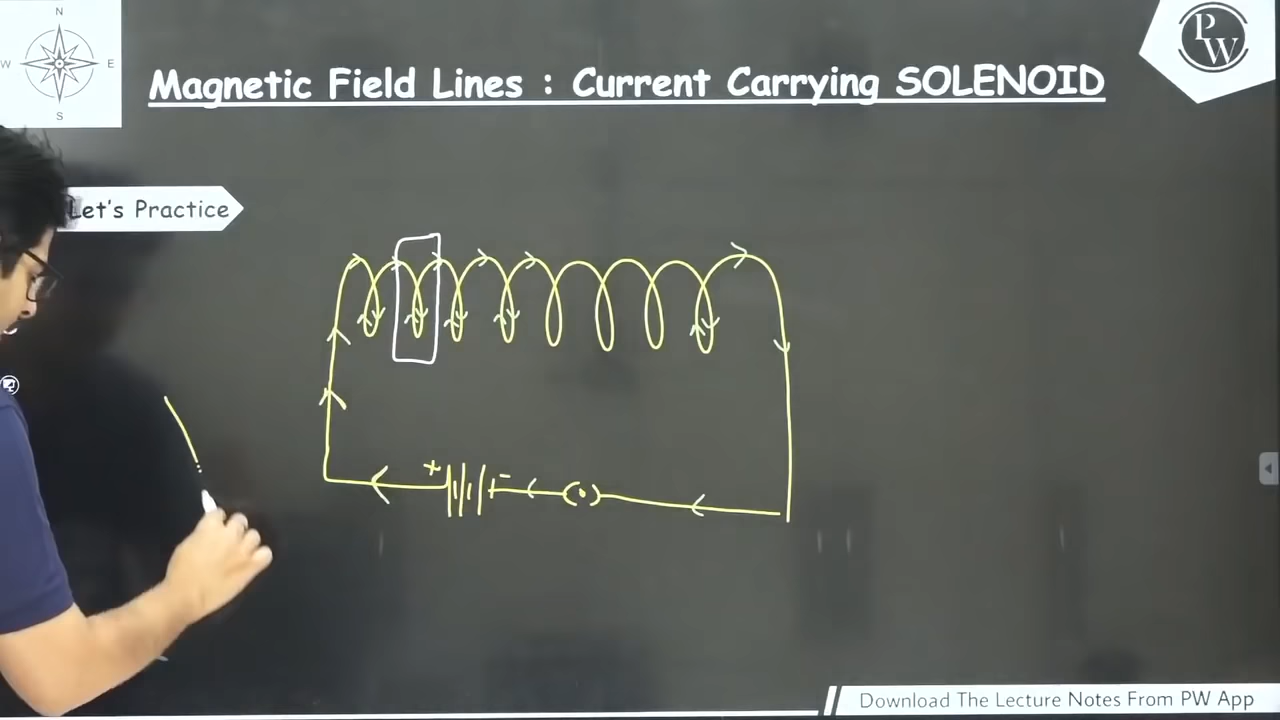 N
W E
S
PW
Magnetic Field Lines : Current Carrying SOLENOID
Let's Practice
+ -
Download The Lecture Notes From PW App